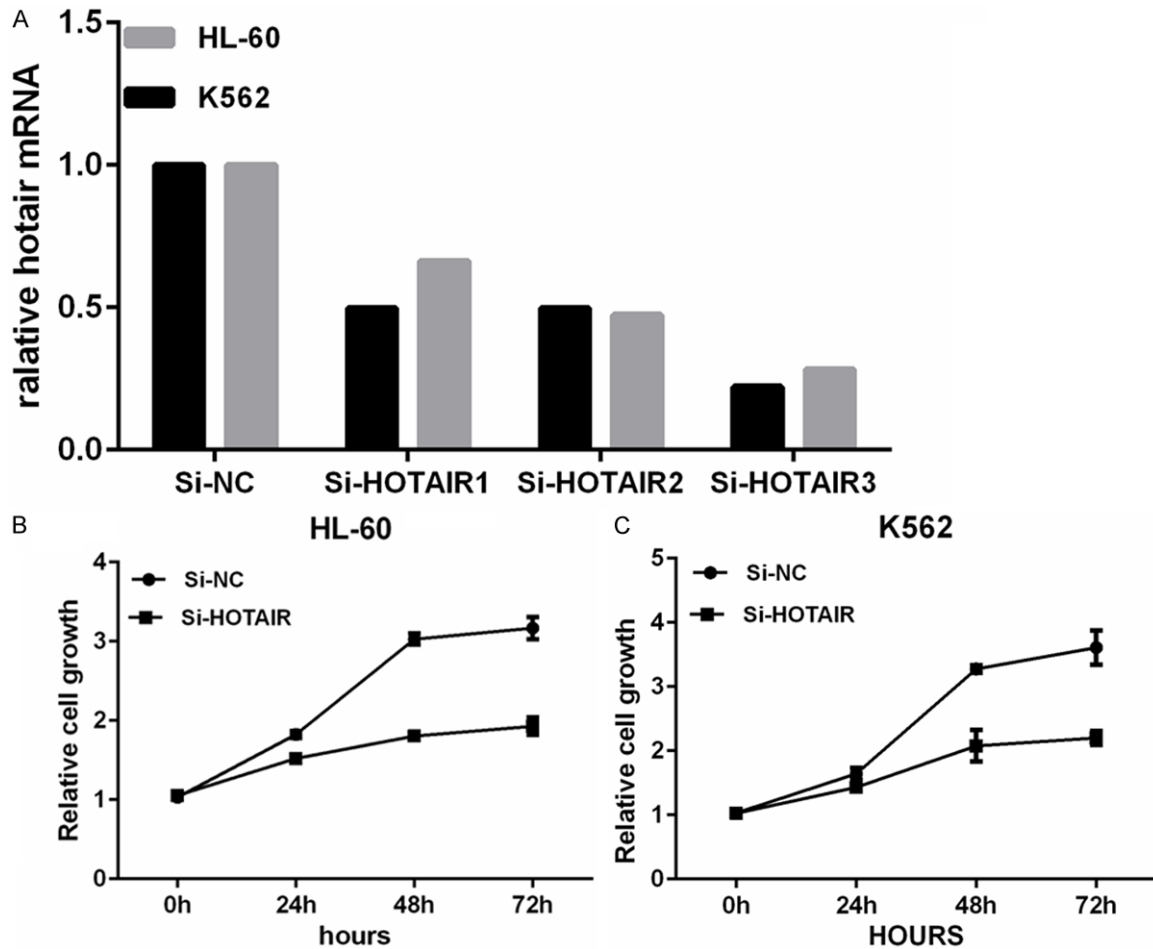 A
ralative hotair mRNA
1.5
1.0
0.5
0.0
HL-60
K562
Si-NC Si-HOTAIR1 Si-HOTAIR2 Si-HOTAIR3
B
HL-60
Relative cell growth
4
3
2
1
0
Si-NC
Si-HOTAIR
0h 24h 48h 72h
hours
C
K562
Relative cell growth
5
4
3
2
1
0
Si-NC
Si-HOTAIR
0h 24h 48h 72h
HOURS